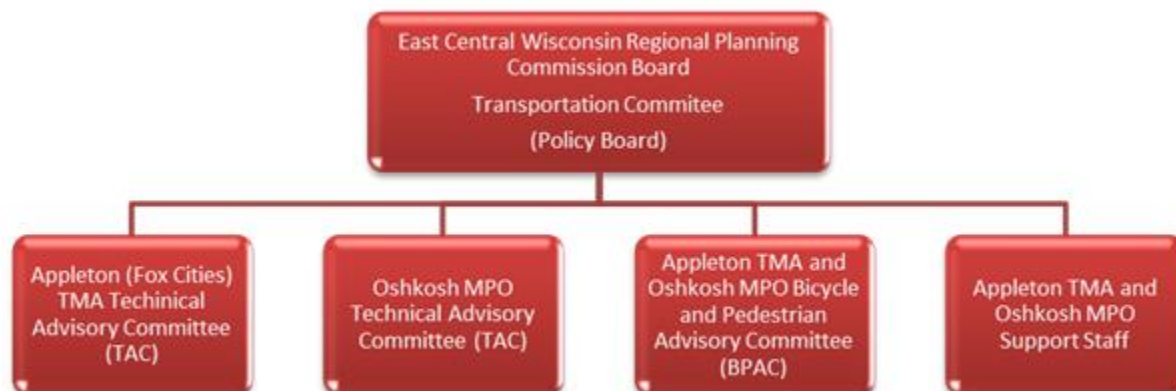 East Central Wisconsin Regional Planning
Commission Board
Transportation Commitee
(Policy Board)
Appleton (Fox Cities)
TMA Techinical
Advisory Committee
(TAC)
Oshkosh MPO
Technical Advisory
Committee (TAC)
Appleton TMA and
Oshkosh MPO Bicycle
and Pedestrian
Advisory Committee
(BPAC)
Appleton TMA and
Oshkosh MPO
Support Staff